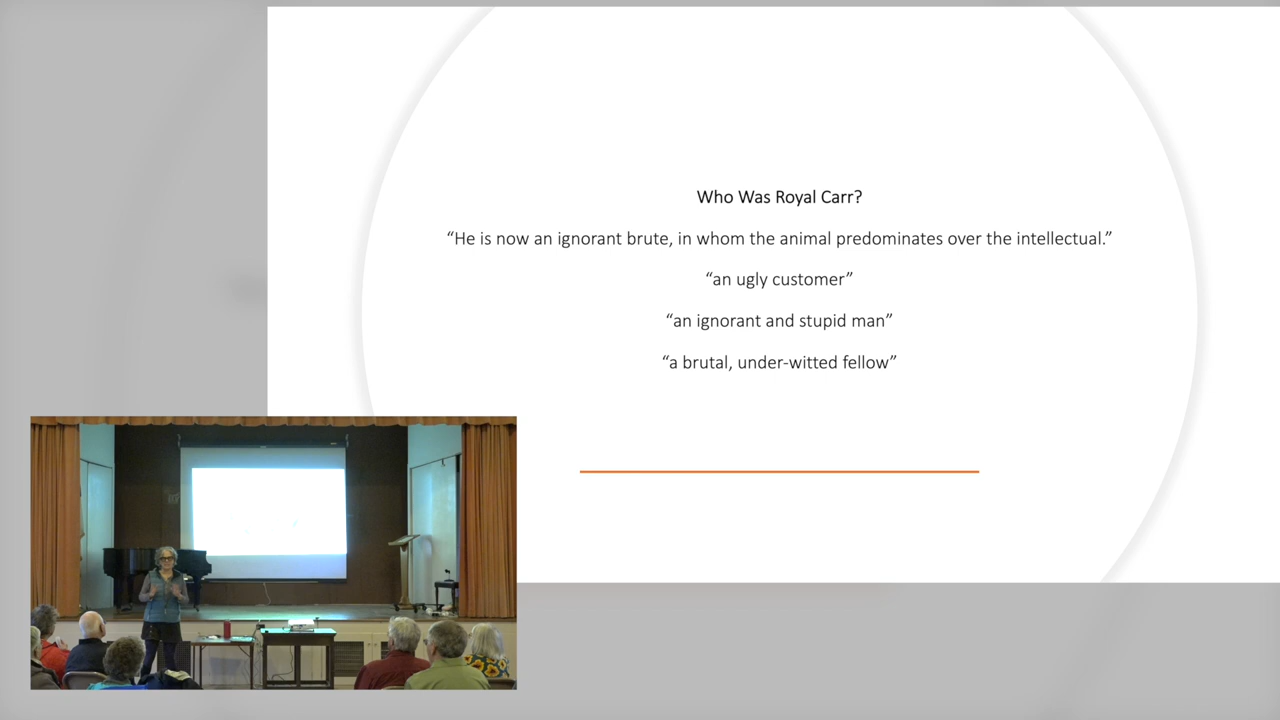 Who Was Royal Carr?
“He is now an ignorant brute, in whom the animal predominates over the intellectual.”
“an ugly customer”
“an ignorant and stupid man”
“a brutal, under-witted fellow”